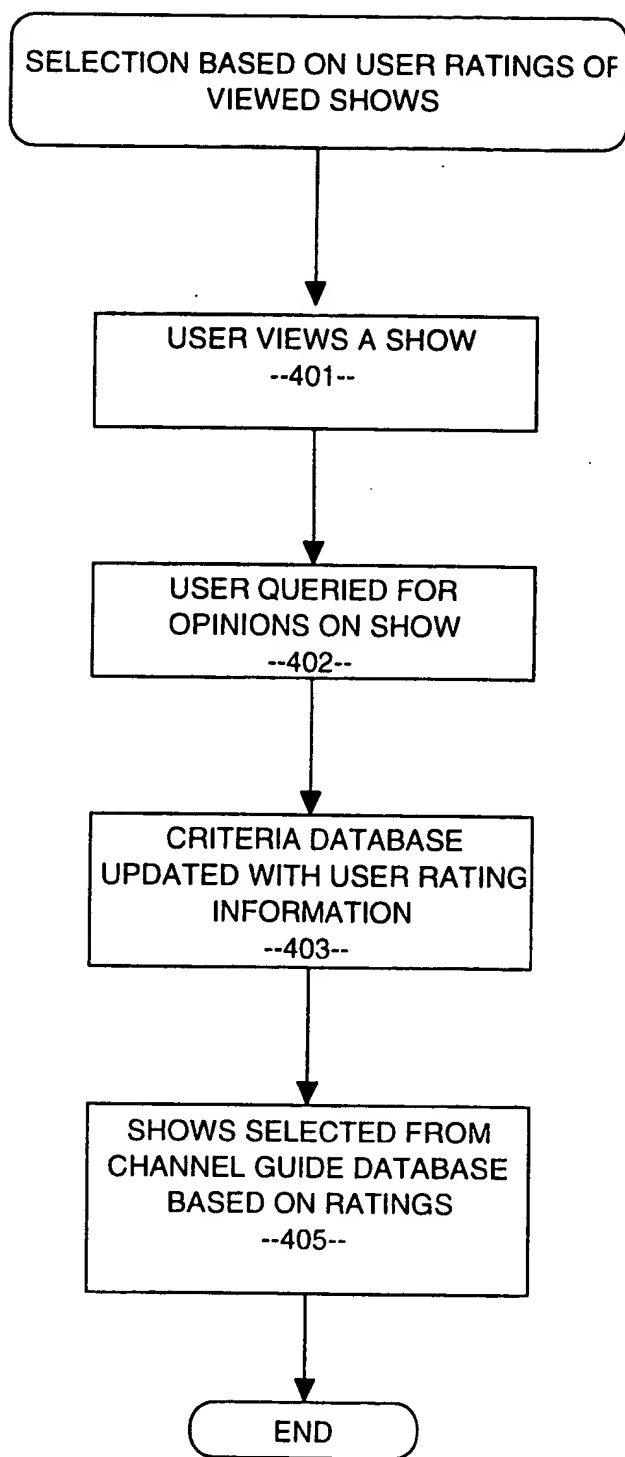 SELECTION BASED ON USER RATINGS OF
VIEWED SHOWS
USER VIEWS A SHOW
--401--
USER QUERIED FOR
OPINIONS ON SHOW
--402--
CRITERIA DATABASE
UPDATED WITH USER RATING
INFORMATION
--403--
SHOWS SELECTED FROM
CHANNEL GUIDE DATABASE
BASED ON RATINGS
--405--
END